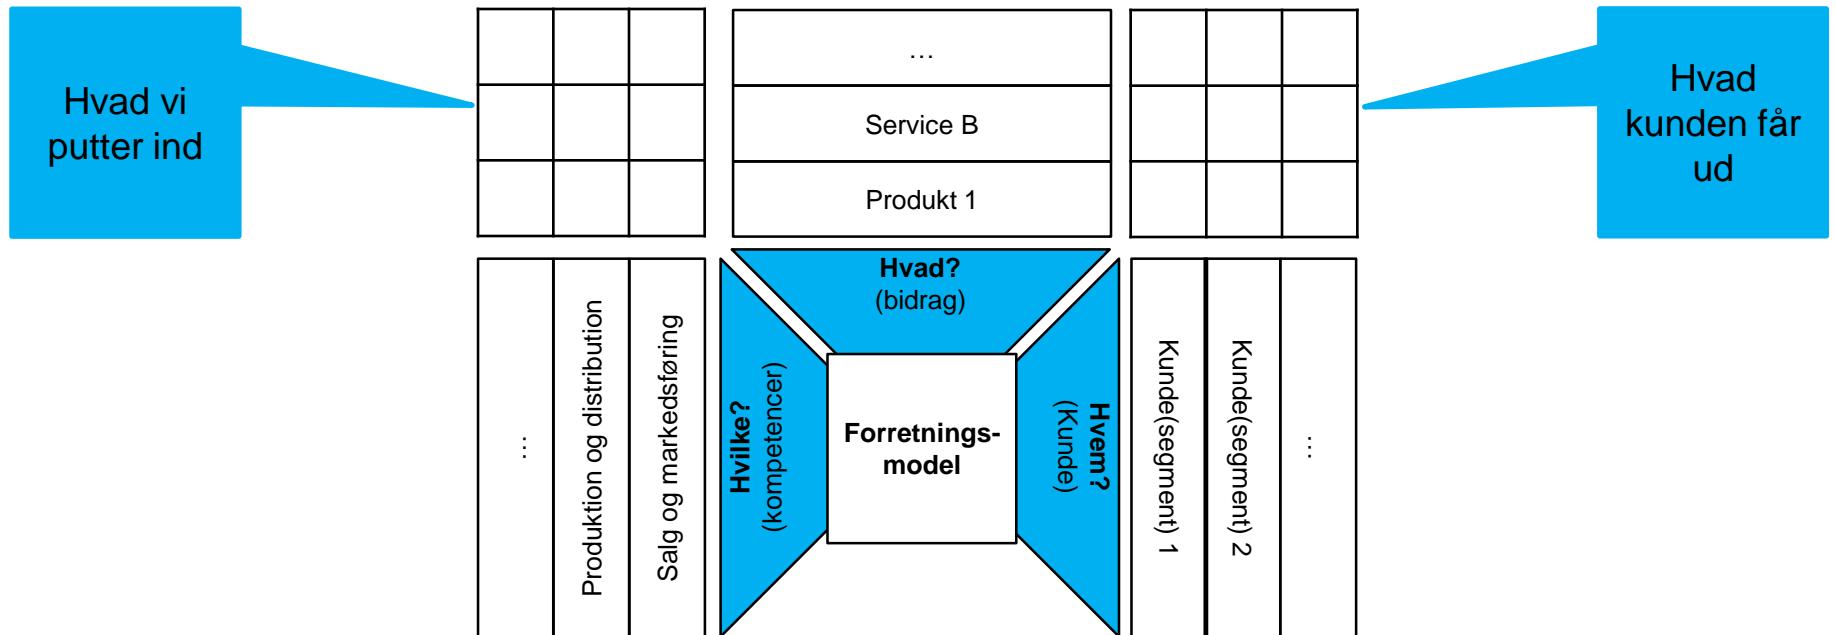 Hvad vi
putter ind
…
Service B
Produkt 1
Hvad
kunden får
ud
Hvad?
(bidrag)
…
Produktion og distribution
Salg og markedsføring
Hvilke?
(kompetencer)
Forretnings-
model
Hvem?
(Kunde)
Kunde(segment) 1
Kunde(segment) 2
…